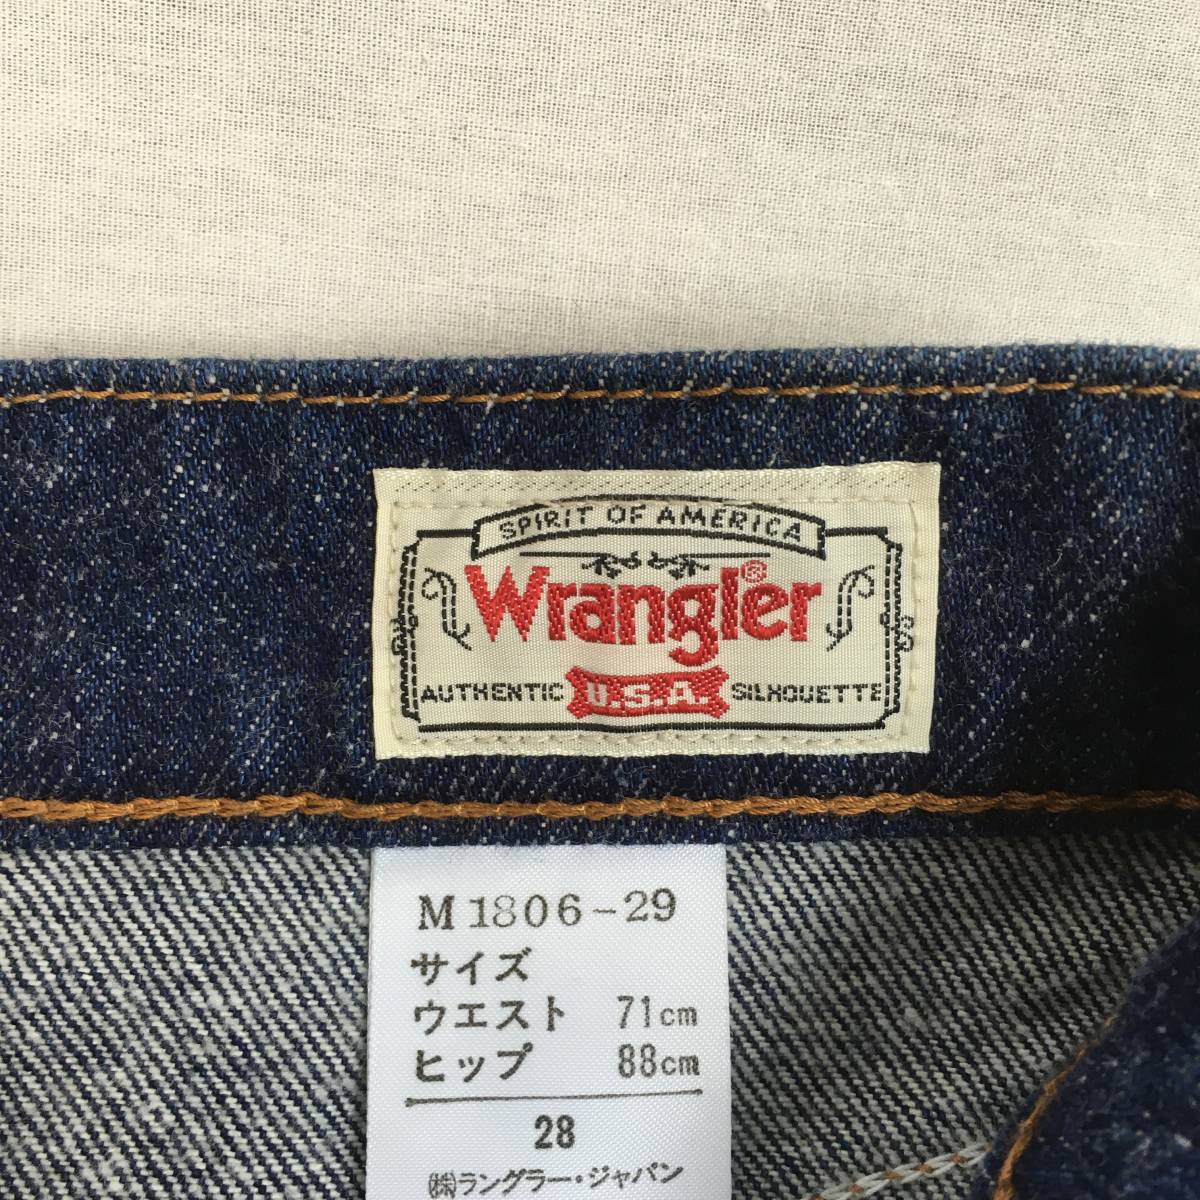 SPIRIT OF AMERICA
Wrangler®
AUTHENTIC U.S.A. SILHOUETTE
M1806-29
サイズ
ウエスト 71cm
ヒップ 88cm
28
㈱ラングラー・ジャパン